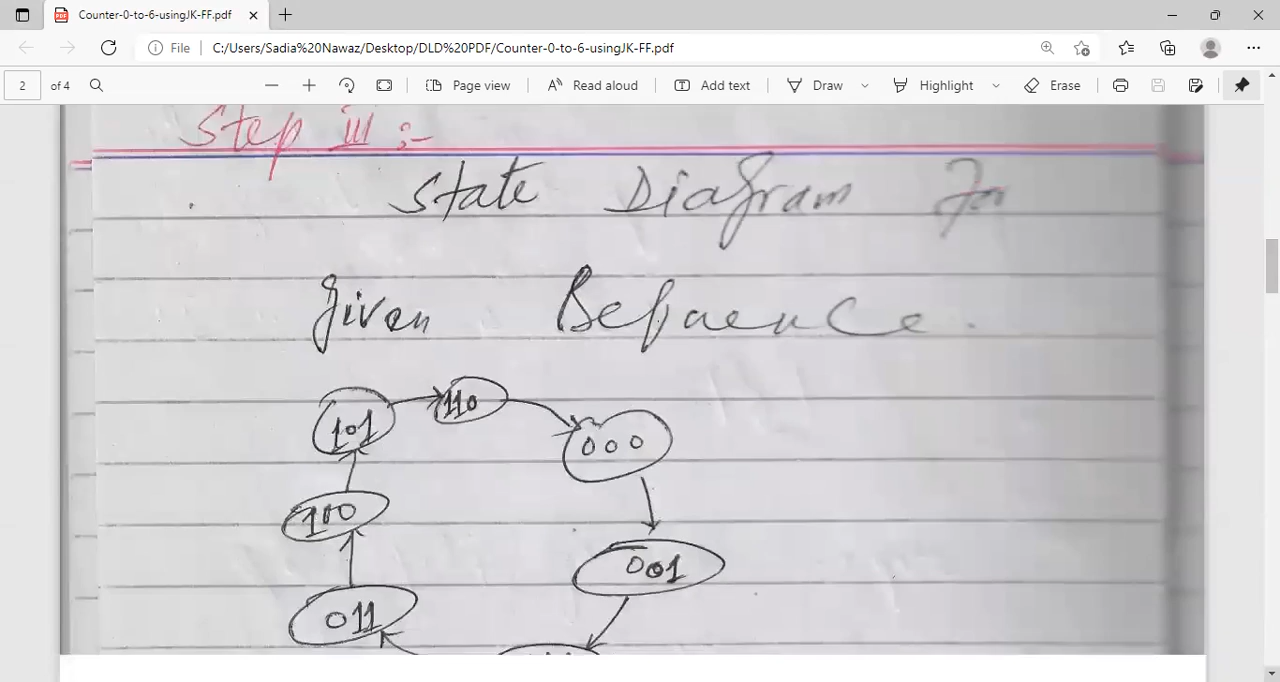 Counter-0-to-6-usingJK-FF.pdf
File
C:/Users/Sadia%20Nawaz/Desktop/DLD%20PDF/Counter-0-to-6-usingJK-FF.pdf
2 of 4
Page view
Read aloud
Add text
Draw
Highlight
Erase
Step III :-
State Diagram For
given Sequence.
101
110
000
100
001
011